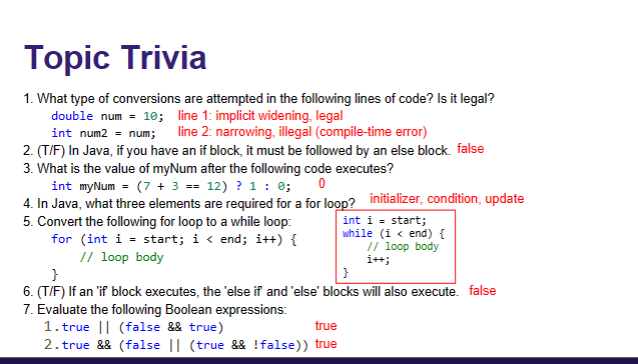 Topic Trivia
1. What type of conversions are attempted in the following lines of code? Is it legal?
double num = 10; line 1: implicit widening, legal
int num2 = num; line 2: narrowing, illegal (compile-time error)
2. (T/F) In Java, if you have an if block, it must be followed by an else block. false
3. What is the value of myNum after the following code executes?
int myNum = (7 + 3 == 12) ? 1 : 0; 0
4. In Java, what three elements are required for a for loop? initializer, condition, update
5. Convert the following for loop to a while loop:
for (int i = start; i < end; i++) {
// loop body
}
int i = start;
while (i < end) {
// loop body
i++;
}
6. (T/F) If an 'if' block executes, the 'else if' and 'else' blocks will also execute. false
7. Evaluate the following Boolean expressions:
1. true || (false && true) true
2. true && (false || (true && !false)) true